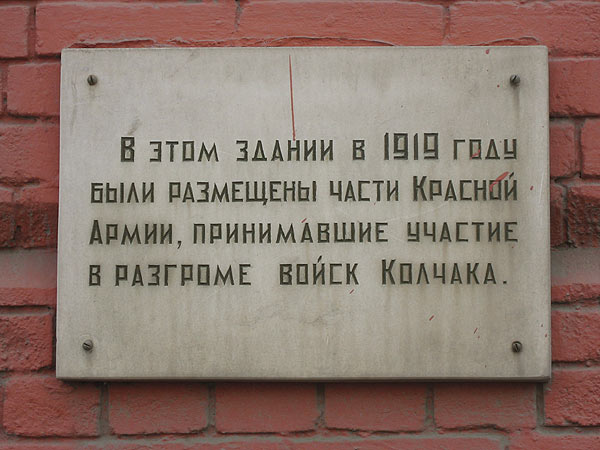 В этом здании в 1919 году
были размещены части Красной
Армии, принимавшие участие
в разгроме войск Колчака.